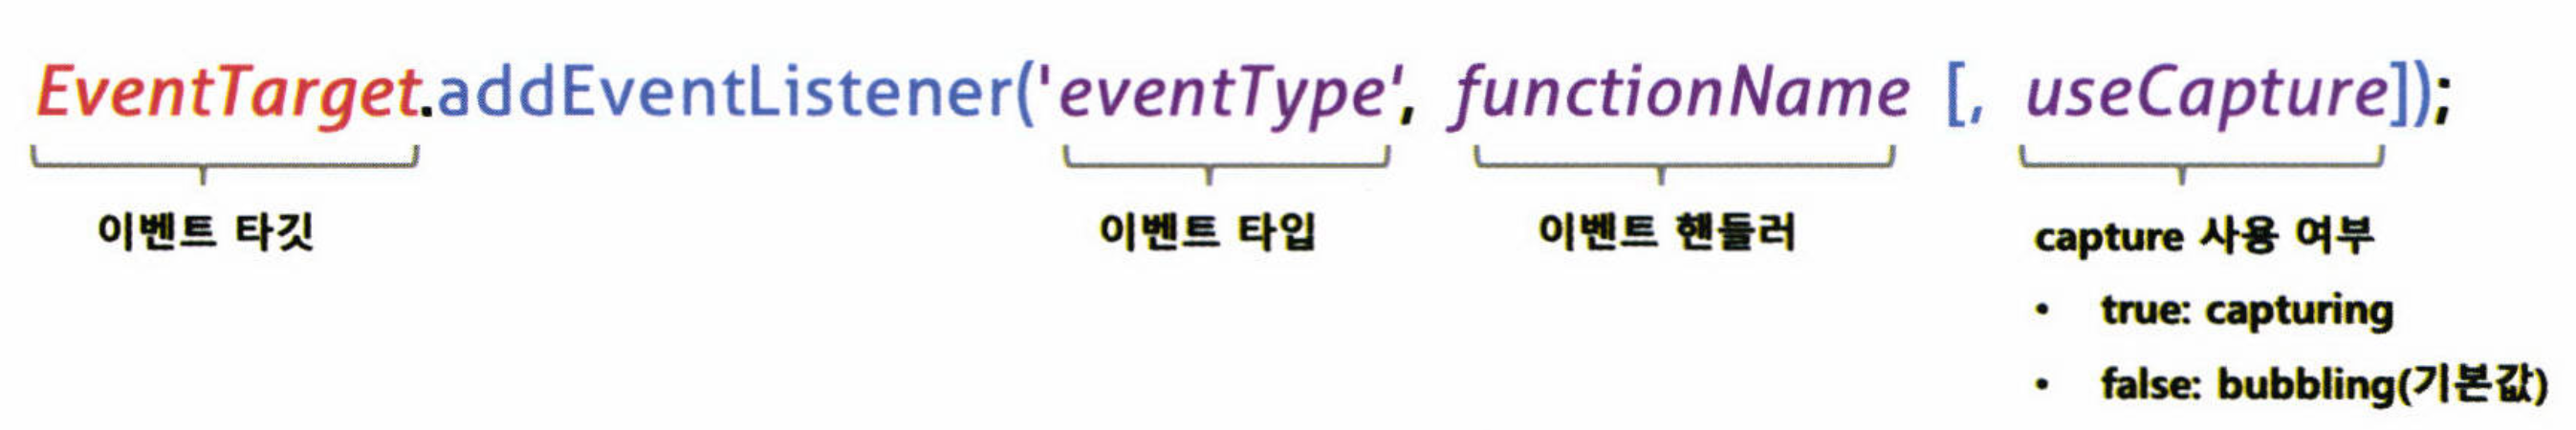 EventTarget.addEventListener('eventType', functionName [, useCapture]);
이벤트 타깃
이벤트 타입
이벤트 핸들러
capture 사용 여부
• true: capturing
• false: bubbling(기본값)